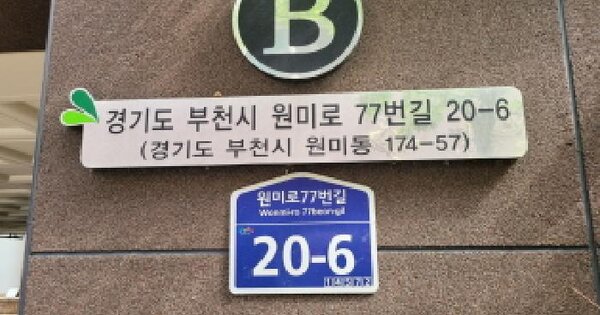 B
경기도 부천시 원미로 77번길 20-6
(경기도 부천시 원미동 174-57)
원미로77번길
Wonmi-ro 77beon-gil
20-6